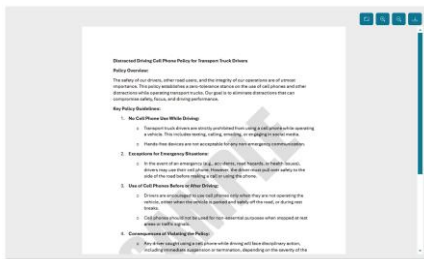 Distracted Driving Cell Phone Policy for Transport Truck Drivers
Policy Overview:
The safety of our drivers, other road users, and the integrity of our operations are of utmost
importance. This policy establishes a zero-tolerance stance on the use of cell phones and other
distractions while operating transport trucks. Our goal is to eliminate distractions that can
compromise safety, focus, and driving performance.
Key Policy Guidelines:
1. No Cell Phone Use While Driving:
o Transport truck drivers are strictly prohibited from using a cell phone while operating
a vehicle. This includes texting, calling, emailing, or engaging in social media.
o Hands-free devices are not acceptable for any non-emergency communication.
2. Exceptions for Emergency Situations:
o In the event of an emergency (e.g., accidents, road hazards, or health issues),
drivers may use their cell phone. However, the driver must pull over safely to the
side of the road before making a call or using the phone.
3. Use of Cell Phones Before or After Driving:
o Drivers are encouraged to use cell phones only when they are not operating the
vehicle, either when the vehicle is parked and safely off the road, or during rest
breaks.
o Cell phones should not be used for non-essential purposes when stopped at rest
areas or traffic signals.
4. Consequences of Violating the Policy:
o Any driver caught using a cell phone while driving will face disciplinary action,
including immediate suspension or termination, depending on the severity of the